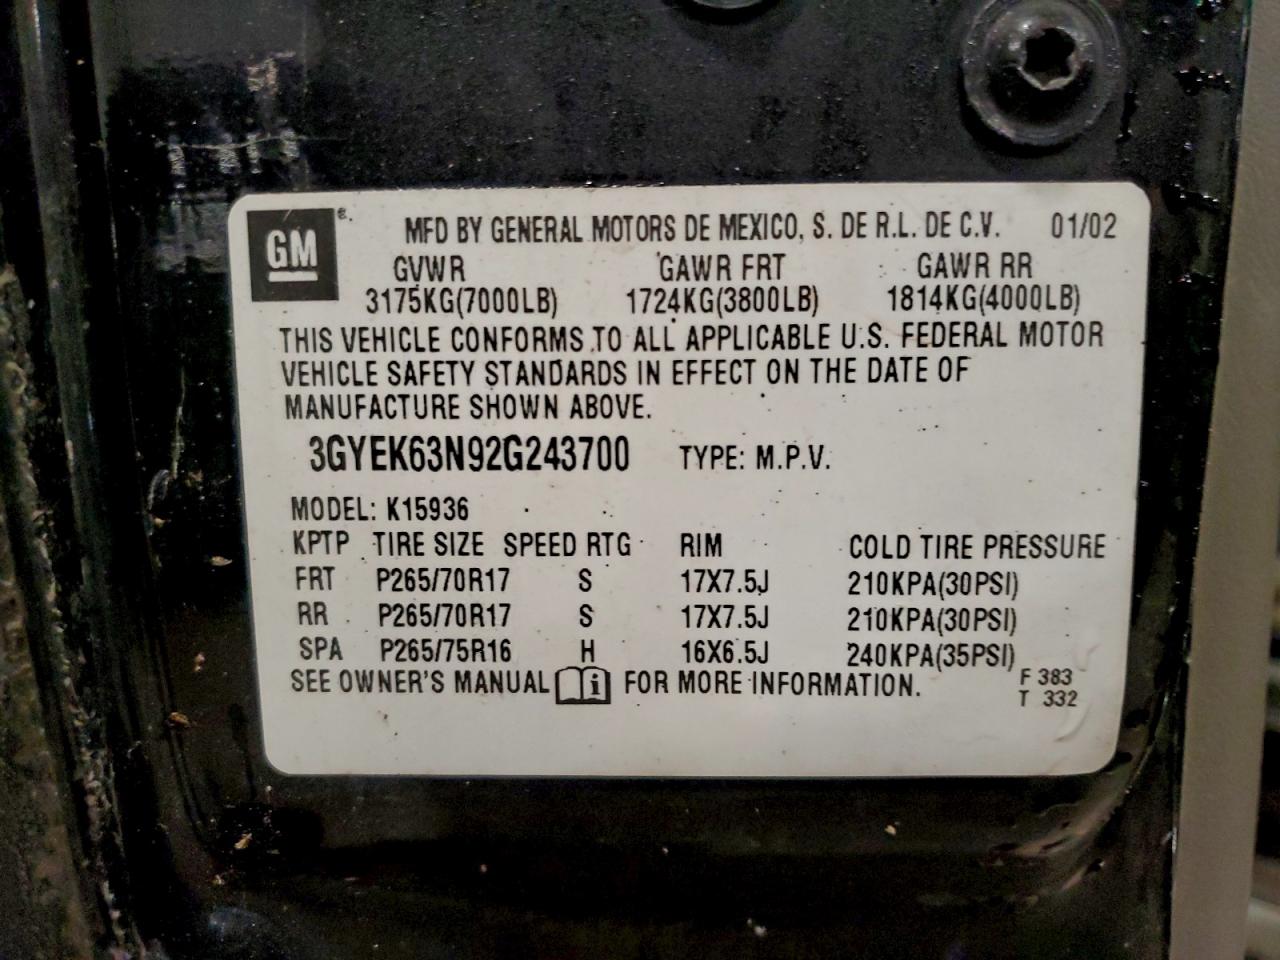 GM ®.
MFD BY GENERAL MOTORS DE MEXICO, S. DE R.L. DE C.V. 01/02
GVWR GAWR FRT GAWR RR
3175KG(7000LB) 1724KG(3800LB) 1814KG(4000LB)
THIS VEHICLE CONFORMS TO ALL APPLICABLE U.S. FEDERAL MOTOR
VEHICLE SAFETY STANDARDS IN EFFECT ON THE DATE OF
MANUFACTURE SHOWN ABOVE.
3GYEK63N92G243700 TYPE: M.P.V.
MODEL: K15936
KPTP TIRE SIZE SPEED RTG RIM COLD TIRE PRESSURE
FRT P265/70R17 S 17X7.5J 210KPA(30PSI)
RR P265/70R17 S 17X7.5J 210KPA(30PSI)
SPA P265/75R16 H 16X6.5J 240KPA(35PSI)
SEE OWNER'S MANUAL i FOR MORE INFORMATION.
F 383
T 332